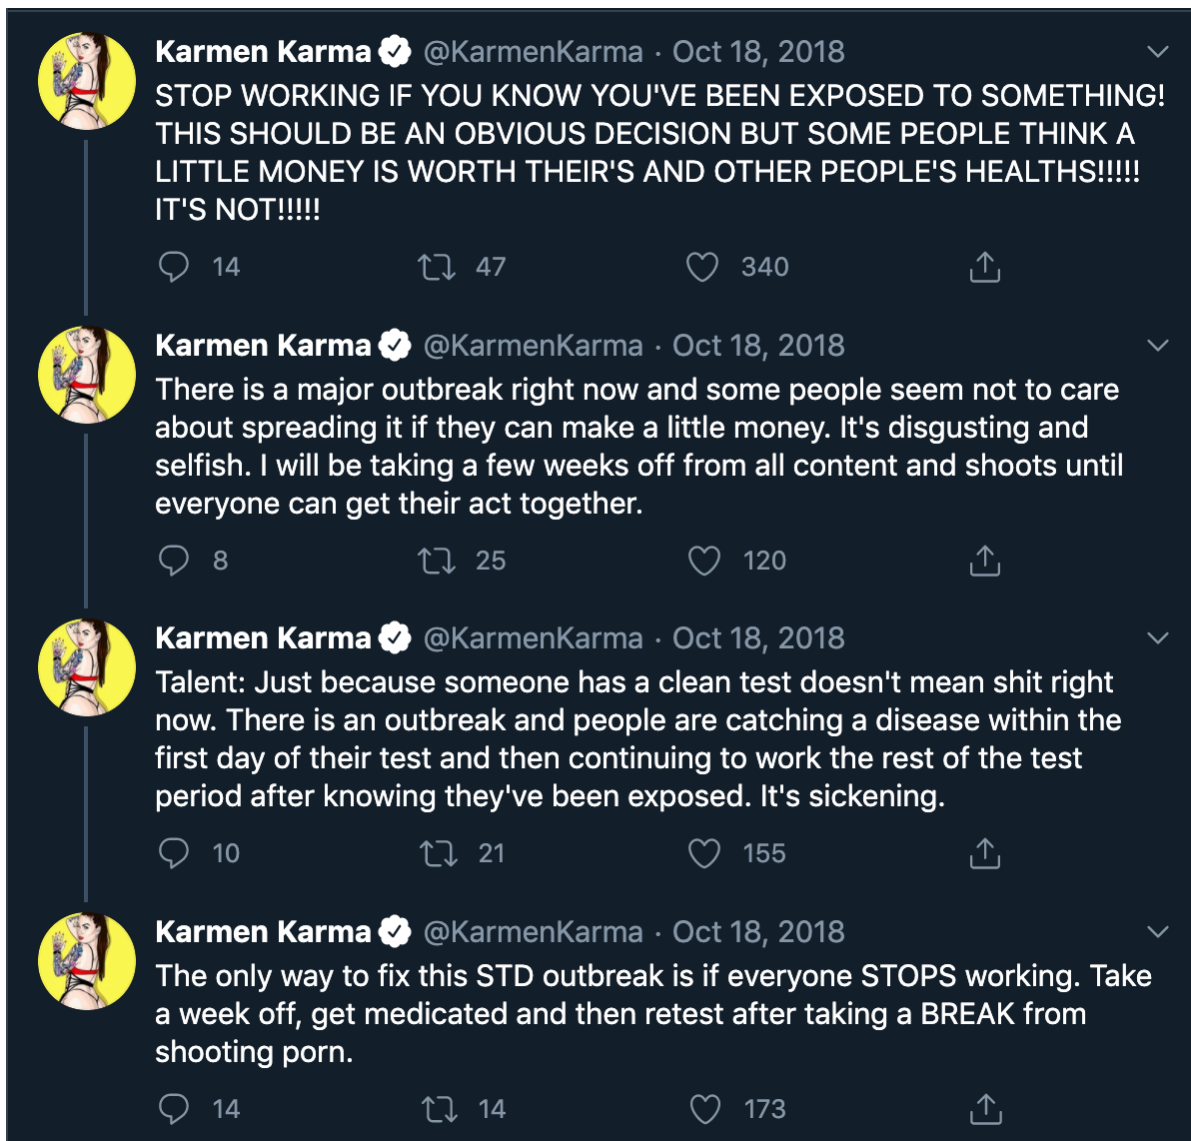 Karmen Karma @KarmenKarma · Oct 18, 2018
STOP WORKING IF YOU KNOW YOU'VE BEEN EXPOSED TO SOMETHING!
THIS SHOULD BE AN OBVIOUS DECISION BUT SOME PEOPLE THINK A
LITTLE MONEY IS WORTH THEIR'S AND OTHER PEOPLE'S HEALTHS!!!!!
IT'S NOT!!!!!
14 47 340
Karmen Karma @KarmenKarma · Oct 18, 2018
There is a major outbreak right now and some people seem not to care
about spreading it if they can make a little money. It's disgusting and
selfish. I will be taking a few weeks off from all content and shoots until
everyone can get their act together.
8 25 120
Karmen Karma @KarmenKarma · Oct 18, 2018
Talent: Just because someone has a clean test doesn't mean shit right
now. There is an outbreak and people are catching a disease within the
first day of their test and then continuing to work the rest of the test
period after knowing they've been exposed. It's sickening.
10 21 155
Karmen Karma @KarmenKarma · Oct 18, 2018
The only way to fix this STD outbreak is if everyone STOPS working. Take
a week off, get medicated and then retest after taking a BREAK from
shooting porn.
14 14 173